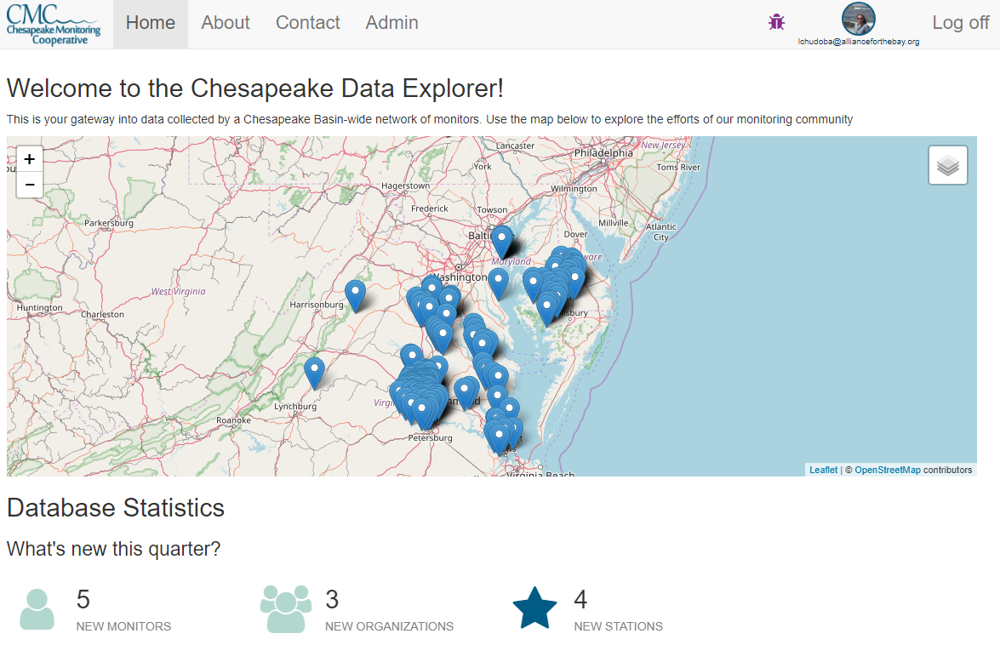 CMC
Chesapeake Monitoring
Cooperative
Home
About
Contact
Admin
lchudoba@allianceforthebay.org
Log off
Welcome to the Chesapeake Data Explorer!
This is your gateway into data collected by a Chesapeake Basin-wide network of monitors. Use the map below to explore the efforts of our monitoring community
+
−
Lancaster
New Jersey
Philadelphia
York
Toms River
Hagerstown
Wilmington
Frederick
Towson
Parkersburg
Millville
Atlantic
City
Dover
Maryland
Washington
West Virginia
Harrisonburg
Huntington
Charleston
Lynchburg
Roanoke
Petersburg
Virginia Beach
Leaflet | © OpenStreetMap contributors
Database Statistics
What's new this quarter?
5
NEW MONITORS
3
NEW ORGANIZATIONS
4
NEW STATIONS